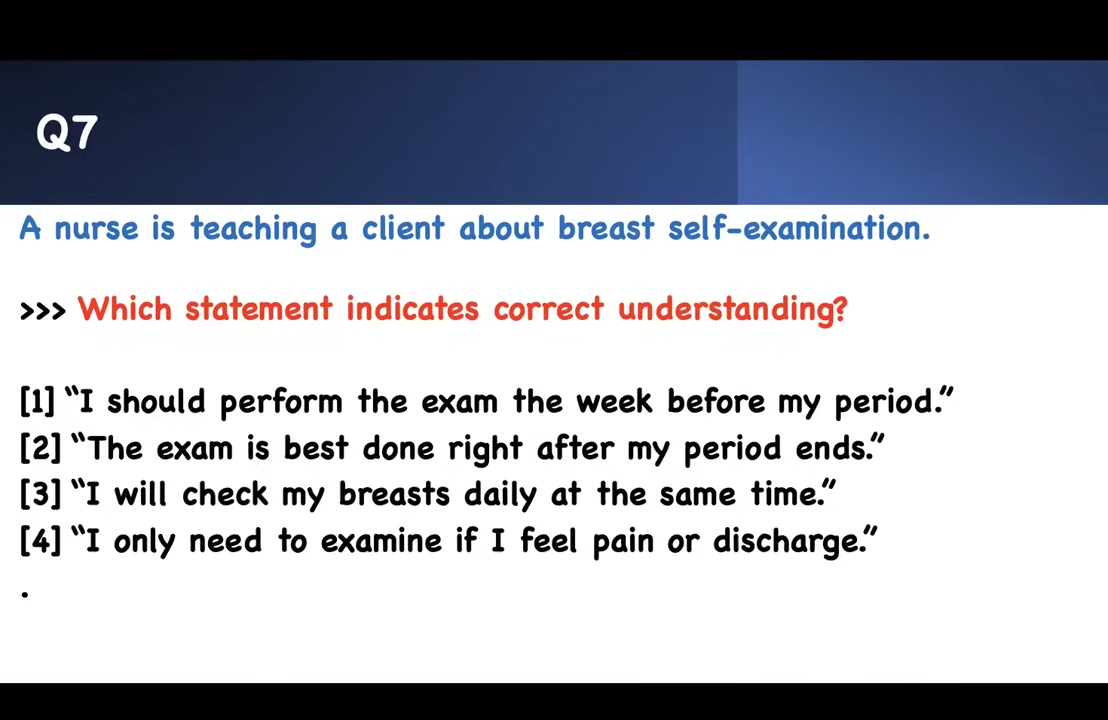 Q7
A nurse is teaching a client about breast self-examination.
>>> Which statement indicates correct understanding?
[1] “I should perform the exam the week before my period.”
[2] “The exam is best done right after my period ends.”
[3] “I will check my breasts daily at the same time.”
[4] “I only need to examine if I feel pain or discharge.”
.